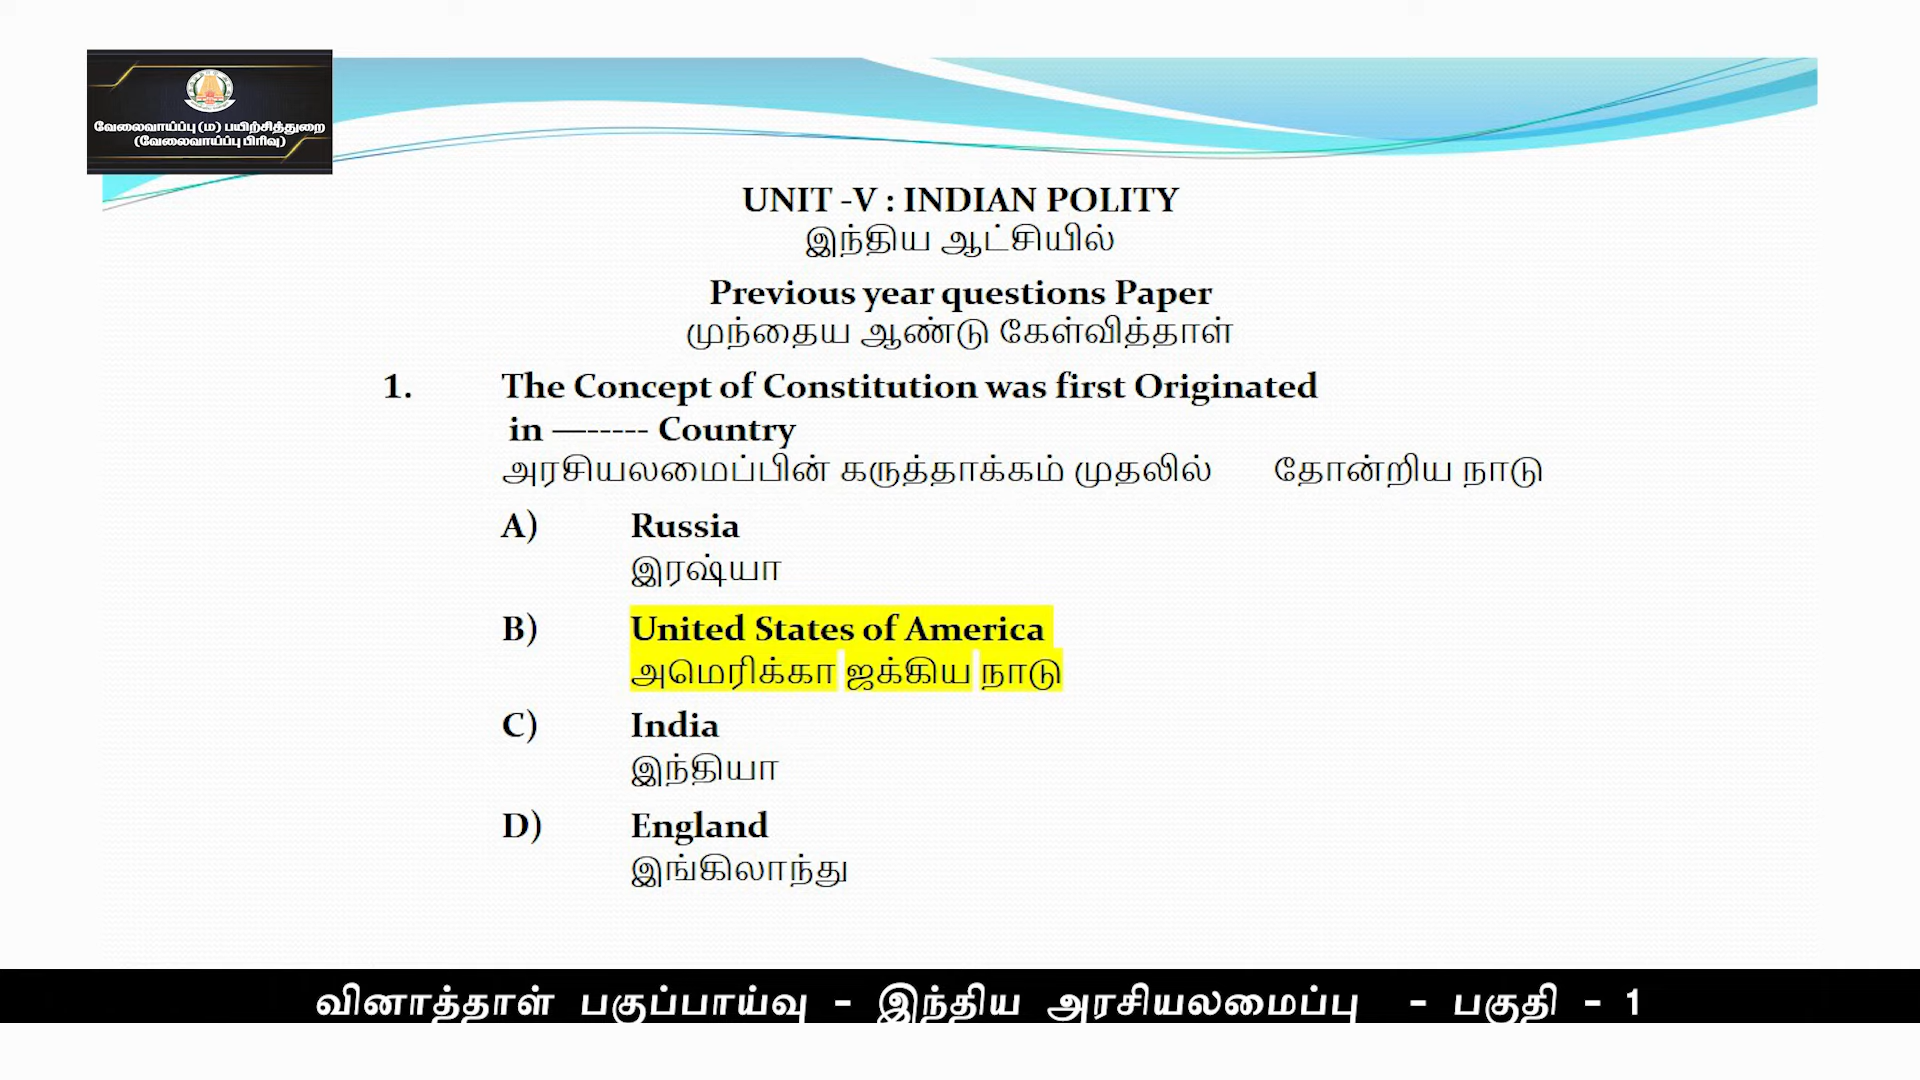 வேலைவாய்ப்பு (ம) பயிற்சித்துறை
(வேலைவாய்ப்பு பிரிவு)
UNIT -V : INDIAN POLITY
இந்திய ஆட்சியில்
Previous year questions Paper
முந்தைய ஆண்டு கேள்வித்தாள்
1. The Concept of Constitution was first Originated
in —------ Country
அரசியலமைப்பின் கருத்தாக்கம் முதலில் தோன்றிய நாடு
A) Russia
இரஷ்யா
B) United States of America
அமெரிக்கா ஐக்கிய நாடு
C) India
இந்தியா
D) England
இங்கிலாந்து
வினாத்தாள் பகுப்பாய்வு - இந்திய அரசியலமைப்பு - பகுதி - 1